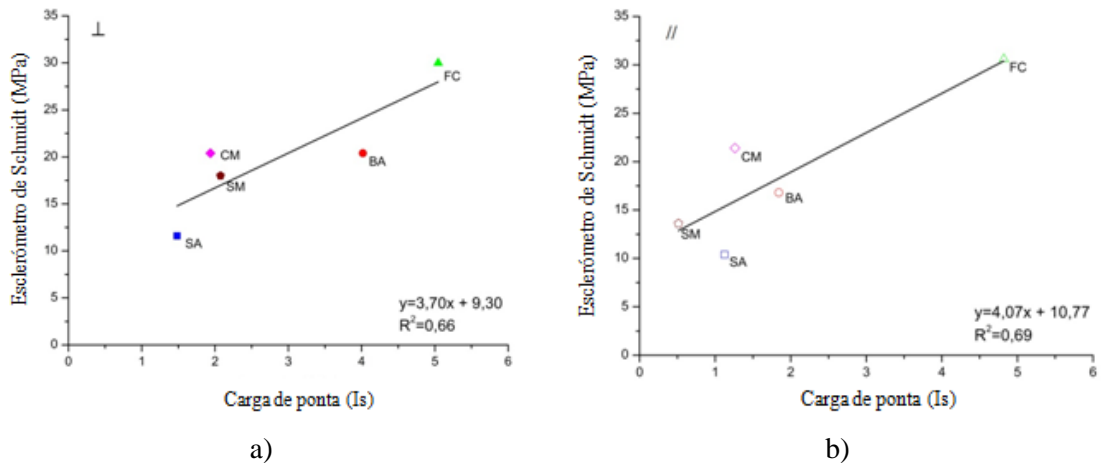 ⊥
Esclerómetro de Schmidt (MPa)
35
30
25
20
15
10
5
0
FC
CM
BA
SM
SA
y=3,70x + 9,30
R²=0,66
0 1 2 3 4 5 6
Carga de ponta (Is)
a)
//
Esclerómetro de Schmidt (MPa)
35
30
25
20
15
10
5
0
FC
CM
BA
SM
SA
y=4,07x + 10,77
R²=0,69
0 1 2 3 4 5 6
Carga de ponta (Is)
b)